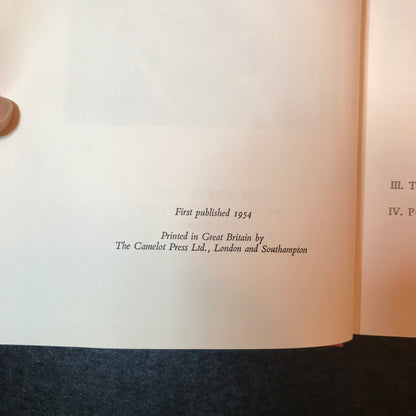 First published 1954
Printed in Great Britain by
The Camelot Press Ltd., London and Southampton
III. T
IV. P